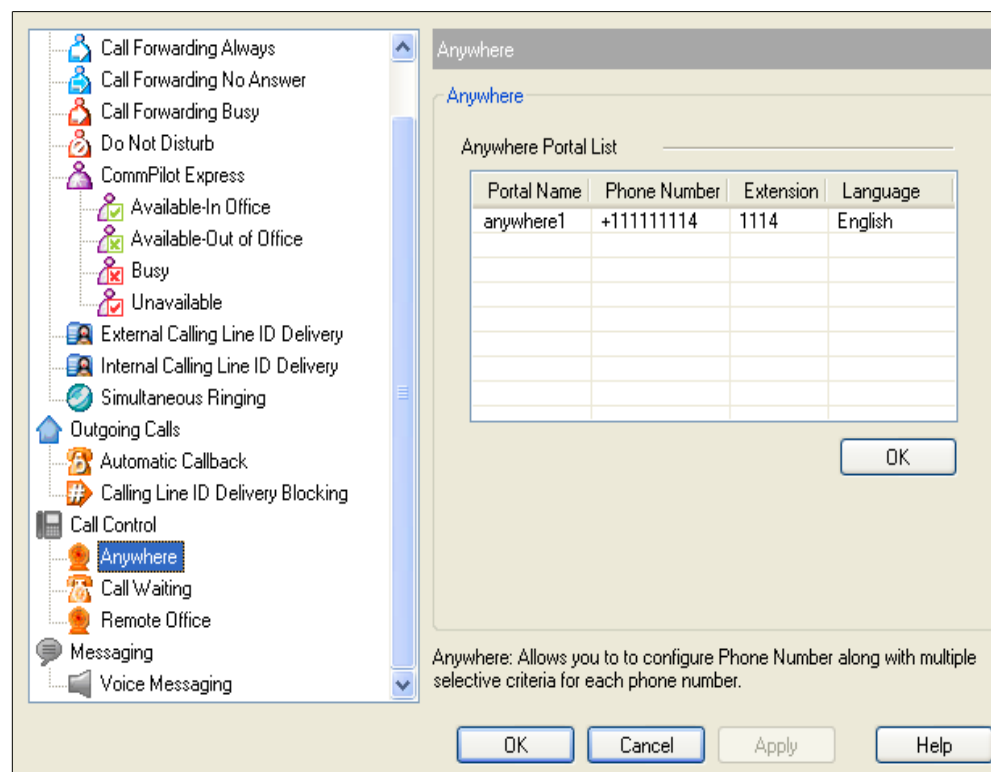 Call Forwarding Always
Call Forwarding No Answer
Call Forwarding Busy
Do Not Disturb
CommPilot Express
Available-In Office
Available-Out of Office
Busy
Unavailable
External Calling Line ID Delivery
Internal Calling Line ID Delivery
Simultaneous Ringing
Outgoing Calls
Automatic Callback
Calling Line ID Delivery Blocking
Call Control
Anywhere
Call Waiting
Remote Office
Messaging
Voice Messaging
Anywhere
Anywhere
Anywhere Portal List
Portal Name Phone Number Extension Language
anywhere1 +111111114 1114 English
OK
Anywhere: Allows you to to configure Phone Number along with multiple
selective criteria for each phone number.
OK Cancel Apply Help